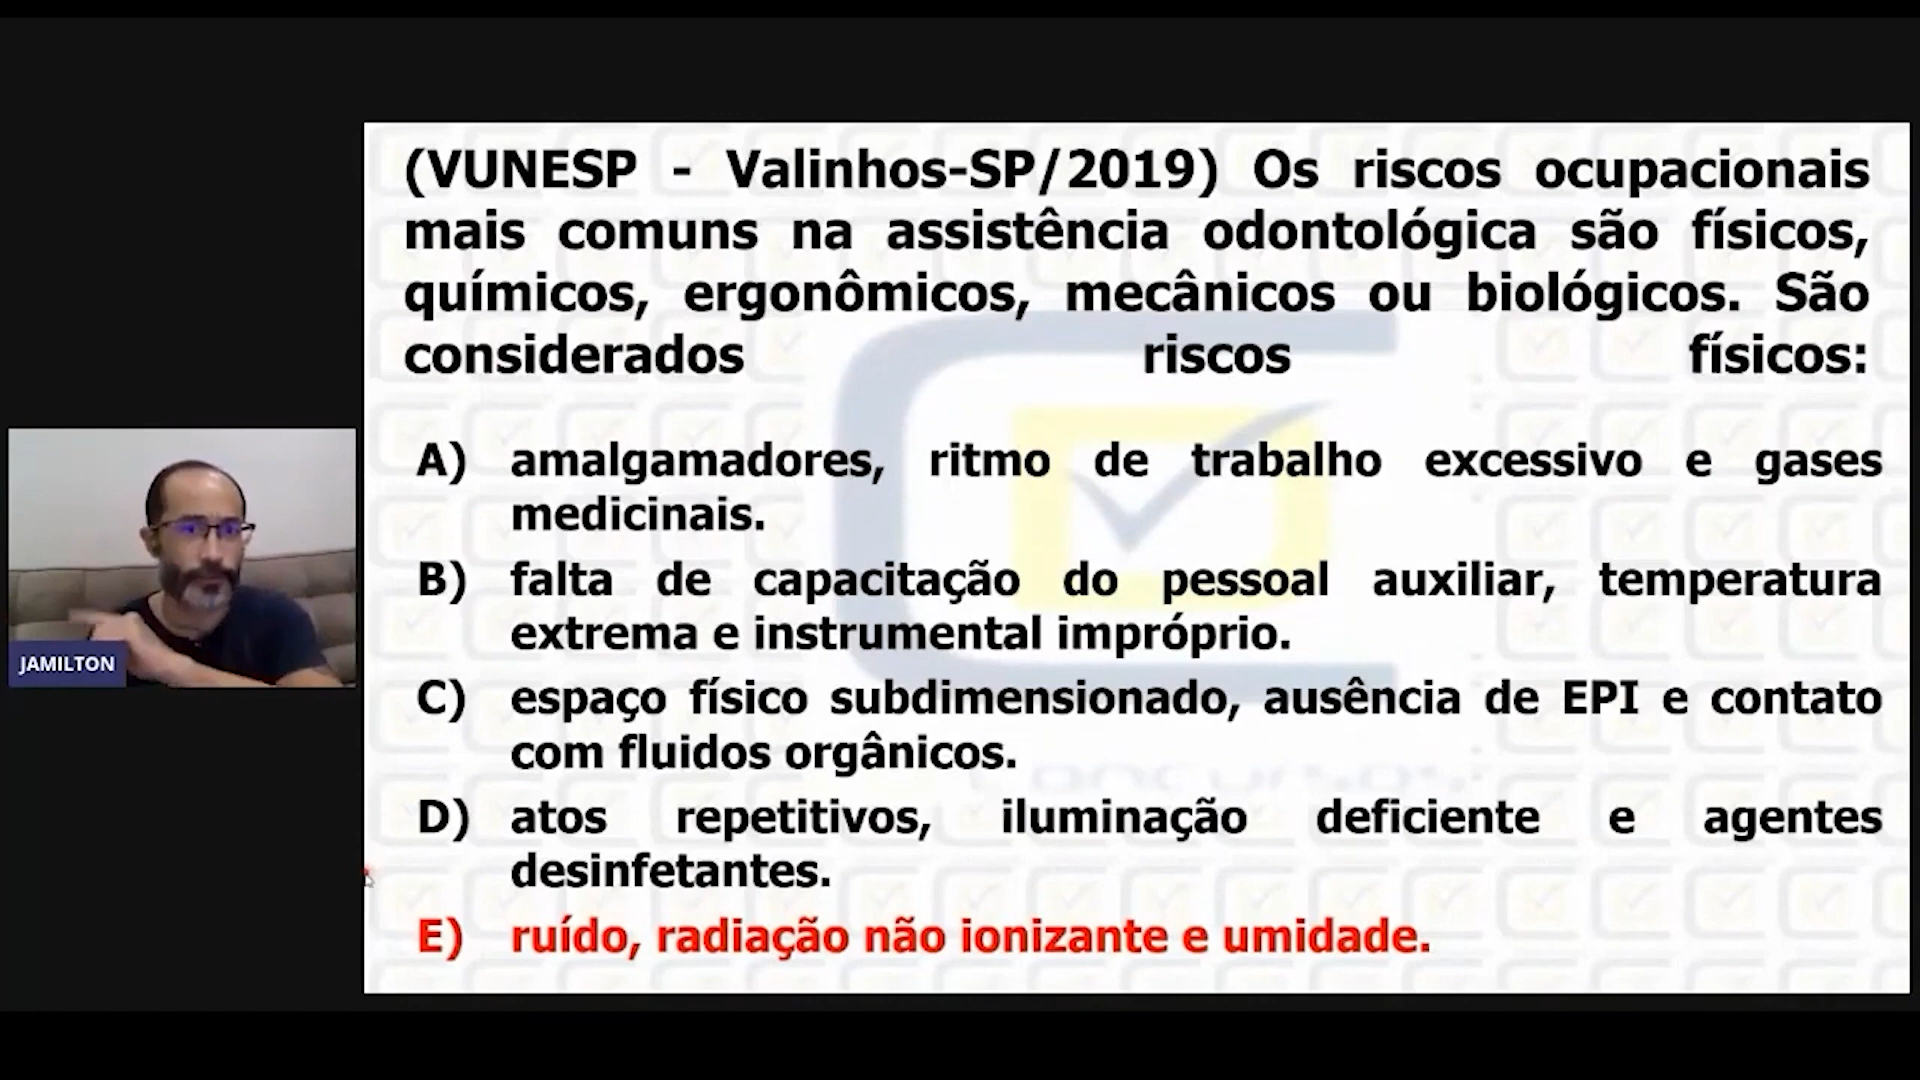 (VUNESP - Valinhos-SP/2019) Os riscos ocupacionais
mais comuns na assistência odontológica são físicos,
químicos, ergonômicos, mecânicos ou biológicos. São
considerados riscos físicos:
A) amalgamadores, ritmo de trabalho excessivo e gases
medicinais.
B) falta de capacitação do pessoal auxiliar, temperatura
extrema e instrumental impróprio.
C) espaço físico subdimensionado, ausência de EPI e contato
com fluidos orgânicos.
D) atos repetitivos, iluminação deficiente e agentes
desinfetantes.
E) ruído, radiação não ionizante e umidade.
JAMILTON